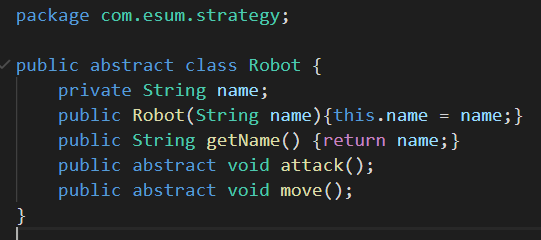 package com.esum.strategy;
public abstract class Robot {
    private String name;
    public Robot(String name){this.name = name;}
    public String getName() {return name;}
    public abstract void attack();
    public abstract void move();
}